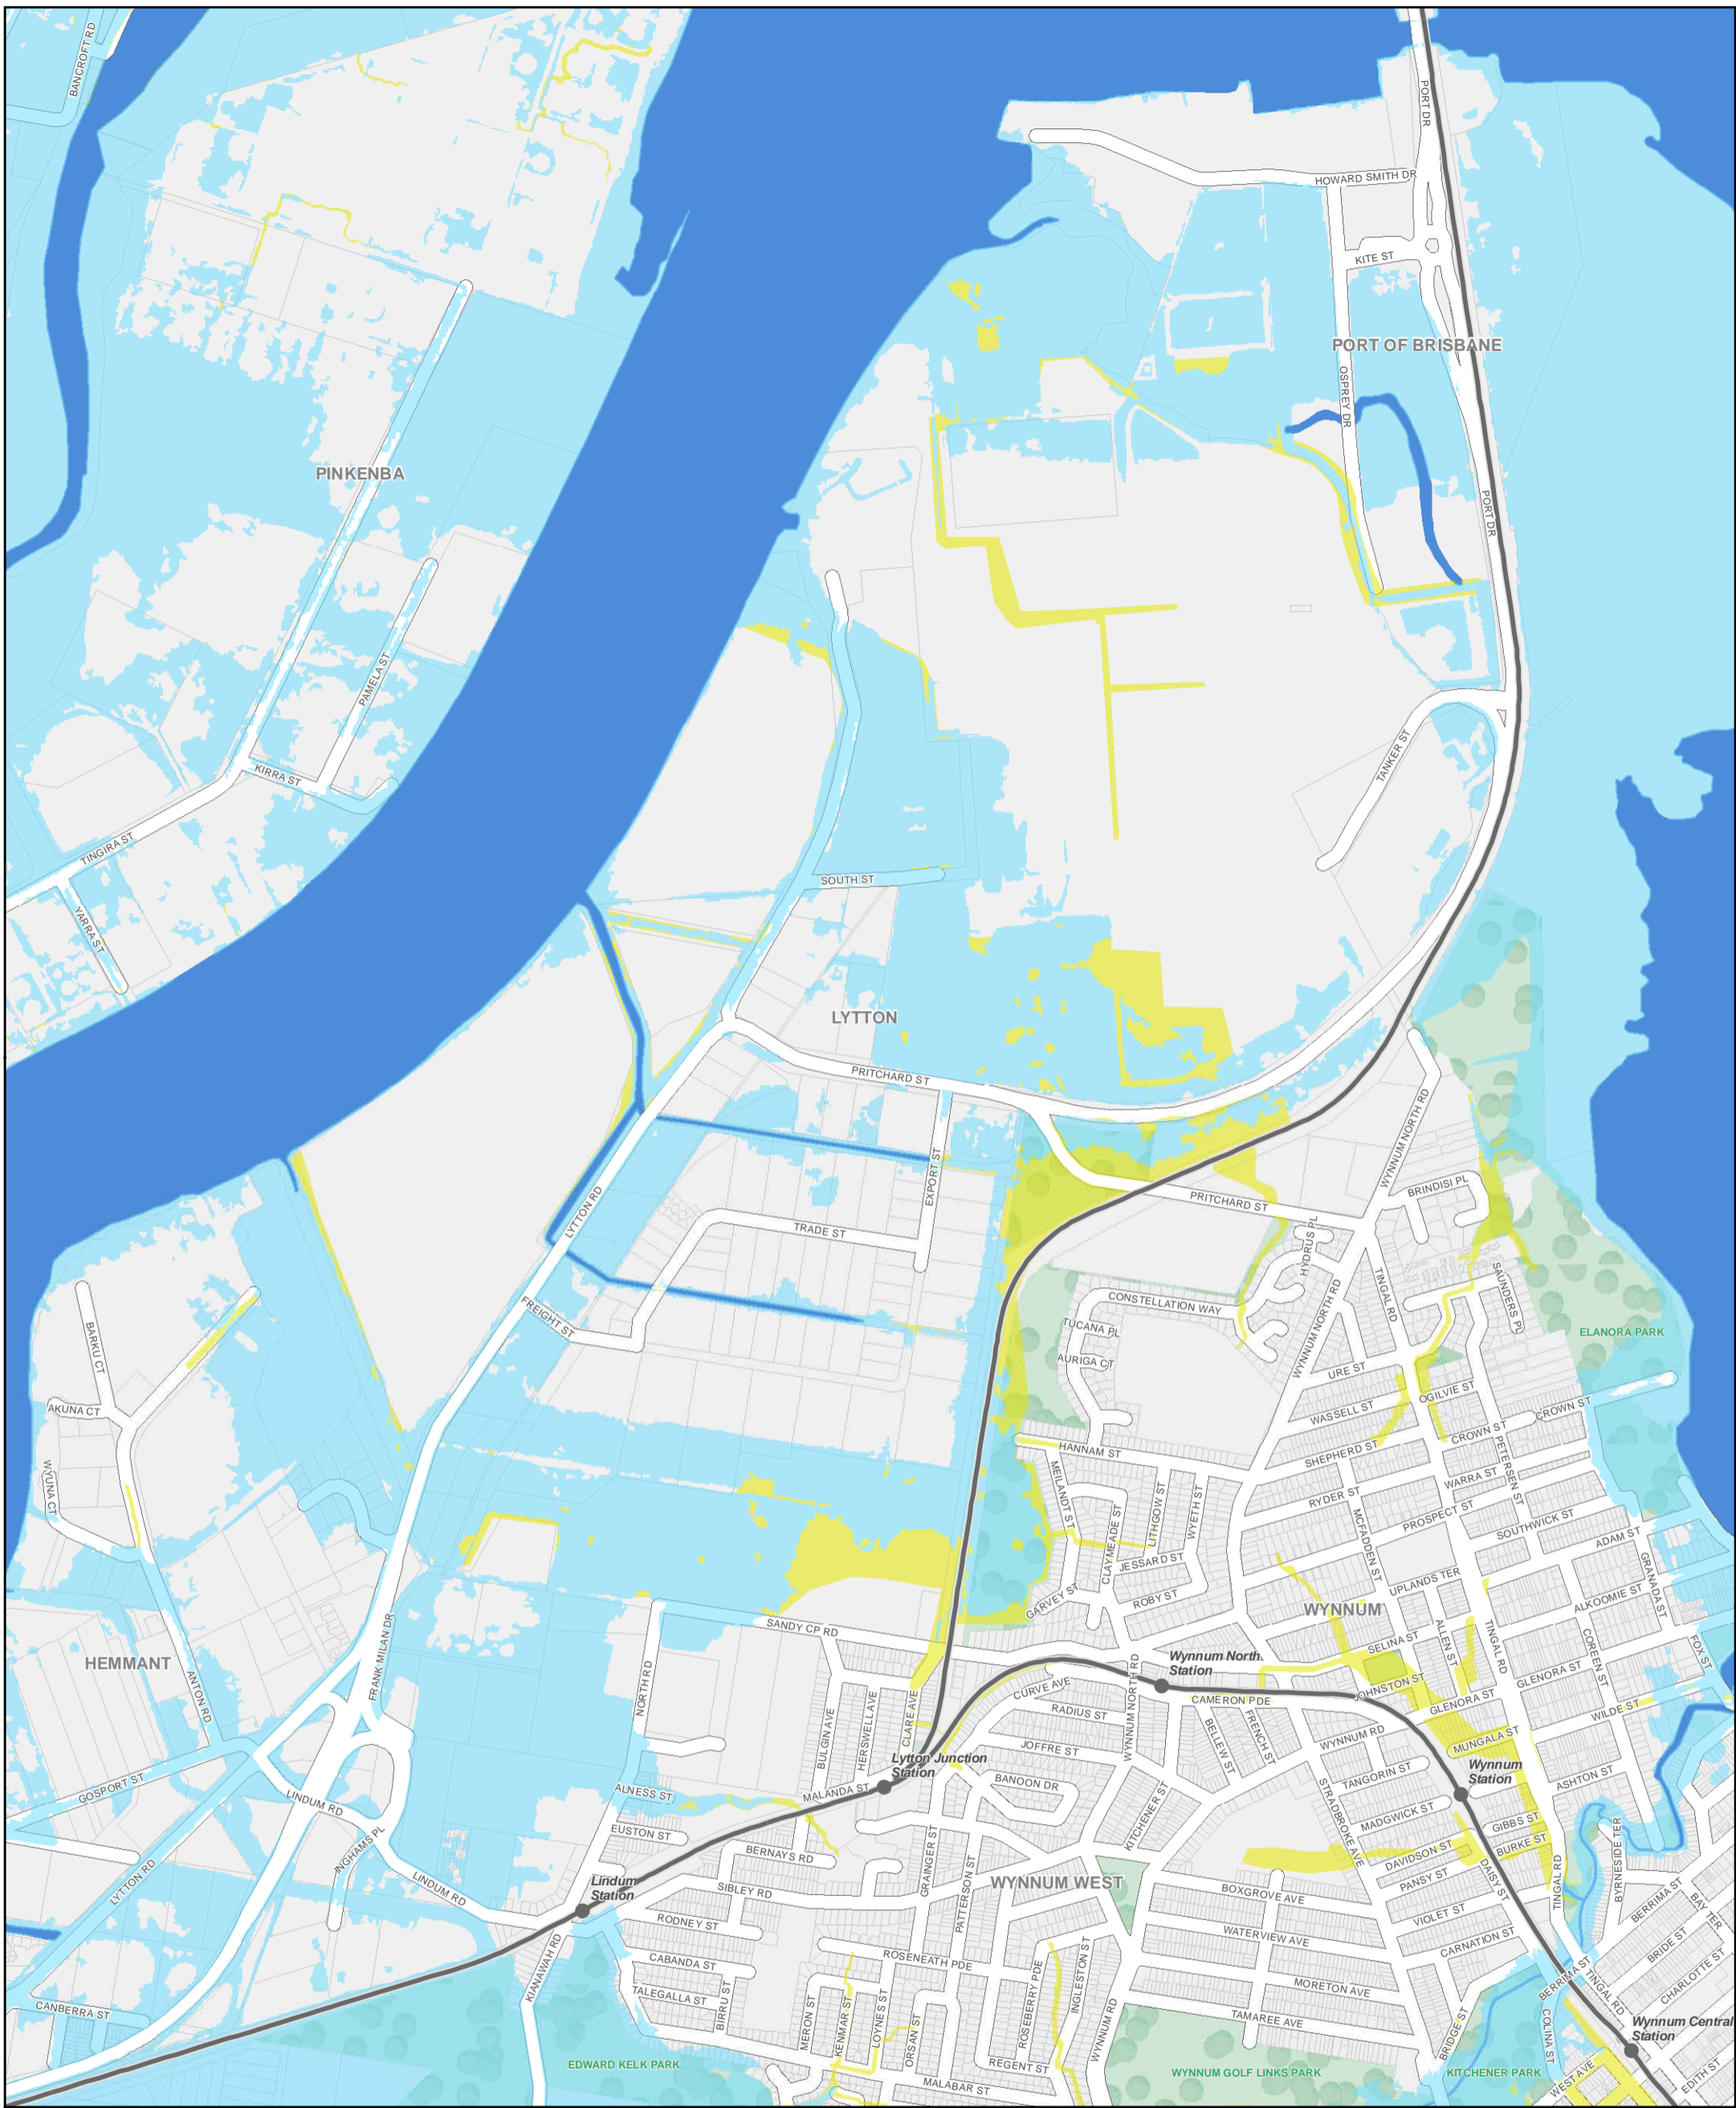 BANCROFT RD
PORT DR
HOWARD SMITH DR
KITE ST
PORT OF BRISBANE
OSPREY DR
PINKENBA
PORT DR
PAMELA ST
TANKER ST
KIRRA ST
TINGIRA ST
SOUTH ST
YARRA ST
LYTTON
PRITCHARD ST
WYNNUM NORTH RD
EXPORT ST
BRINDISI PL
PRITCHARD ST
LYTTON RD
TRADE ST
HYDRUS PL
TINGAL RD
SAUNDERS PL
CONSTELLATION WAY
WYNNUM NORTH RD
FREIGHT ST
BARKU CT
TUCANA PL
ELANORA PARK
AURIGA CT
URE ST
AKUNA CT
OGILVIE ST
WASSELL ST
CROWN ST
CROWN ST
HANNAM ST
SHEPHERD ST
PETERSEN ST
WYUNA CT
MEILANDT ST
WARRA ST
RYDER ST
LITHGOW ST
WYETH ST
PROSPECT ST
SOUTHWICK ST
CLAYMEADE ST
MCFADDEN ST
ADAM ST
JESSARD ST
GRANADA ST
UPLANDS TER
ROBY ST
GARVEY ST
ALKOOMIE ST
WYNNUM
SANDY CP RD
SELINA ST
ALLEN ST
TINGAL RD
COREEN ST
FOX ST
HEMMANT
FRANK MILAN DR
Wynnum North
Station
ANTON RD
NORTH RD
CURVE AVE
WYNNUM NORTH RD
CAMERON PDE
JOHNSTON ST
GLENORA ST
GLENORA ST
CLARE AVE
HERSWELL AVE
BULGIN AVE
RADIUS ST
BELLEW ST
FRENCH ST
WYNNUM RD
WILDE ST
MUNGALA ST
JOFFRE ST
Lytton Junction
Station
BANOON DR
TANGORIN ST
Wynnum
Station
ASHTON ST
GOSPORT ST
LINDUM RD
ALNESS ST
MALANDA ST
KITCHENER ST
STRADBROKE AVE
MADGWICK ST
GIBBS ST
EUSTON ST
INGHAMS PL
BERNAYS RD
GRAINGER ST
DAVIDSON ST
BURKE ST
LYTTON RD
LINDUM RD
Lindum
Station
SIBLEY RD
PATTERSON ST
WYNNUM WEST
BOXGROVE AVE
PANSY ST
DAISY ST
TINGAL RD
BYRNESIDE TER
BERRIMA ST
BAY TER
RODNEY ST
VIOLET ST
WATERVIEW AVE
CARNATION ST
BRIDE ST
KIANAWAH RD
CABANDA ST
ROSENEATH PDE
INGLESTON ST
CHARLOTTE ST
TALEGALLA ST
BIRRU ST
ROSEBERRY PDE
MORETON AVE
BERRIMA ST
TINGAL RD
CANBERRA ST
MERON ST
KENMAR ST
LOYNES ST
ORSAN ST
WYNNUM RD
TAMAREE AVE
BRIDGE ST
COLINA ST
Wynnum Central
Station
EDWARD KELK PARK
REGENT ST
MALABAR ST
WYNNUM GOLF LINKS PARK
KITCHENER PARK
WEST AVE
EDITH ST